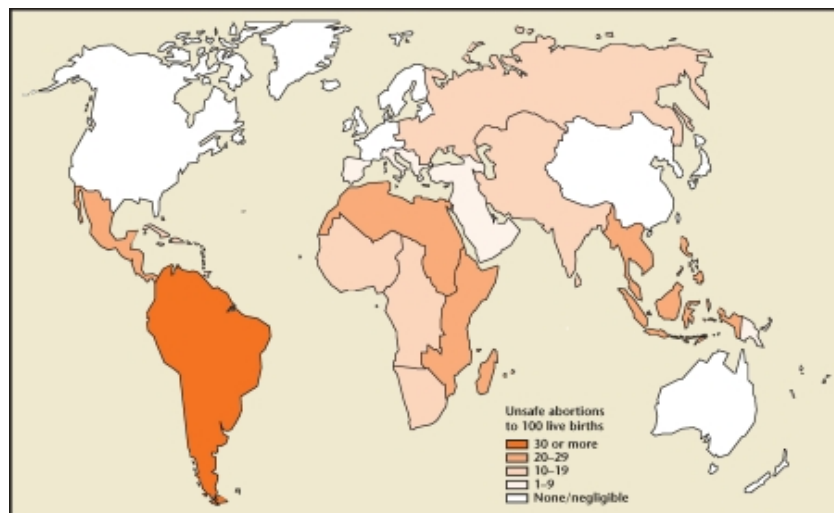 Unsafe abortions
to 100 live births
30 or more
20–29
10–19
1–9
None/negligible